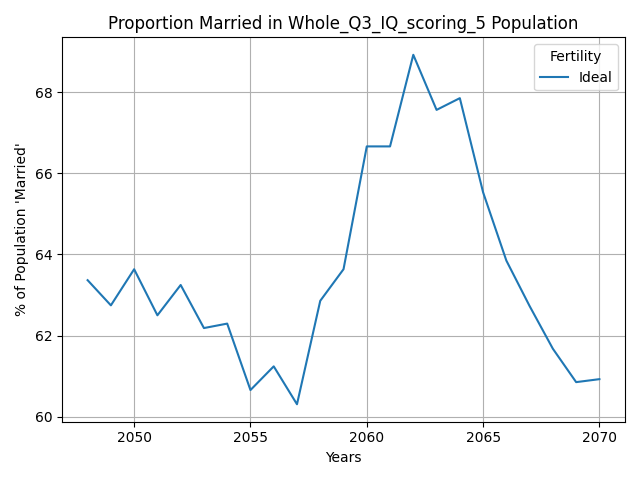 Proportion Married in Whole_Q3_IQ_scoring_5 Population
Fertility
Ideal
% of Population 'Married'
68
66
64
62
60
2050
2055
2060
2065
2070
Years